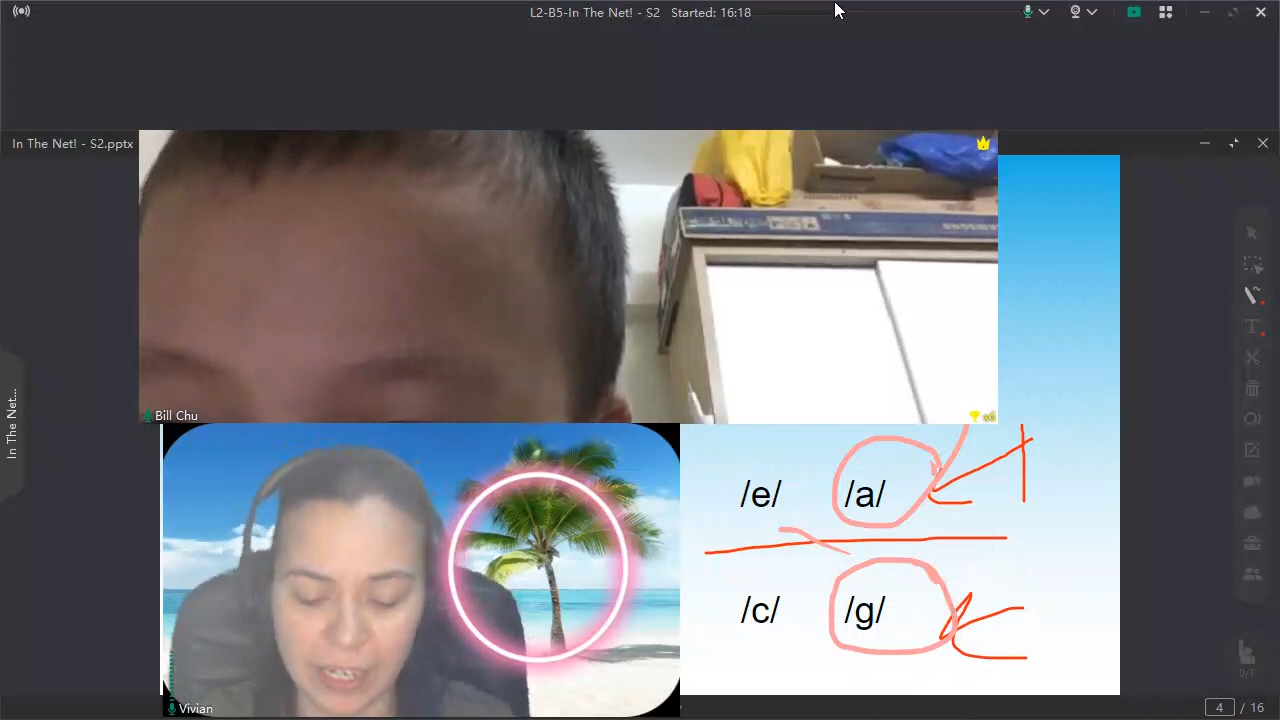 L2-B5-In The Net! - S2 Started: 16:18
In The Net! - S2.pptx
In The Net...
Bill Chu
/e/ /a/
/c/ /g/
Vivian
4 / 16